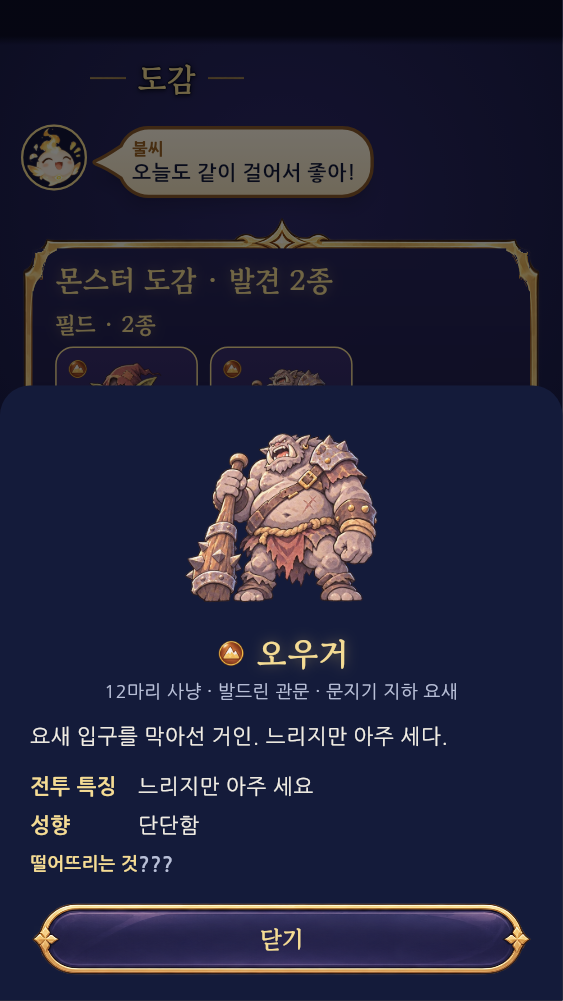 도감
불씨
오늘도 같이 걸어서 좋아!
몬스터 도감 · 발견 2종
필드 · 2종
오우거
12마리 사냥 · 발드린 관문 · 문지기 지하 요새
요새 입구를 막아선 거인. 느리지만 아주 세다.
전투 특징 느리지만 아주 세요
성향 단단함
떨어뜨리는 것???
닫기